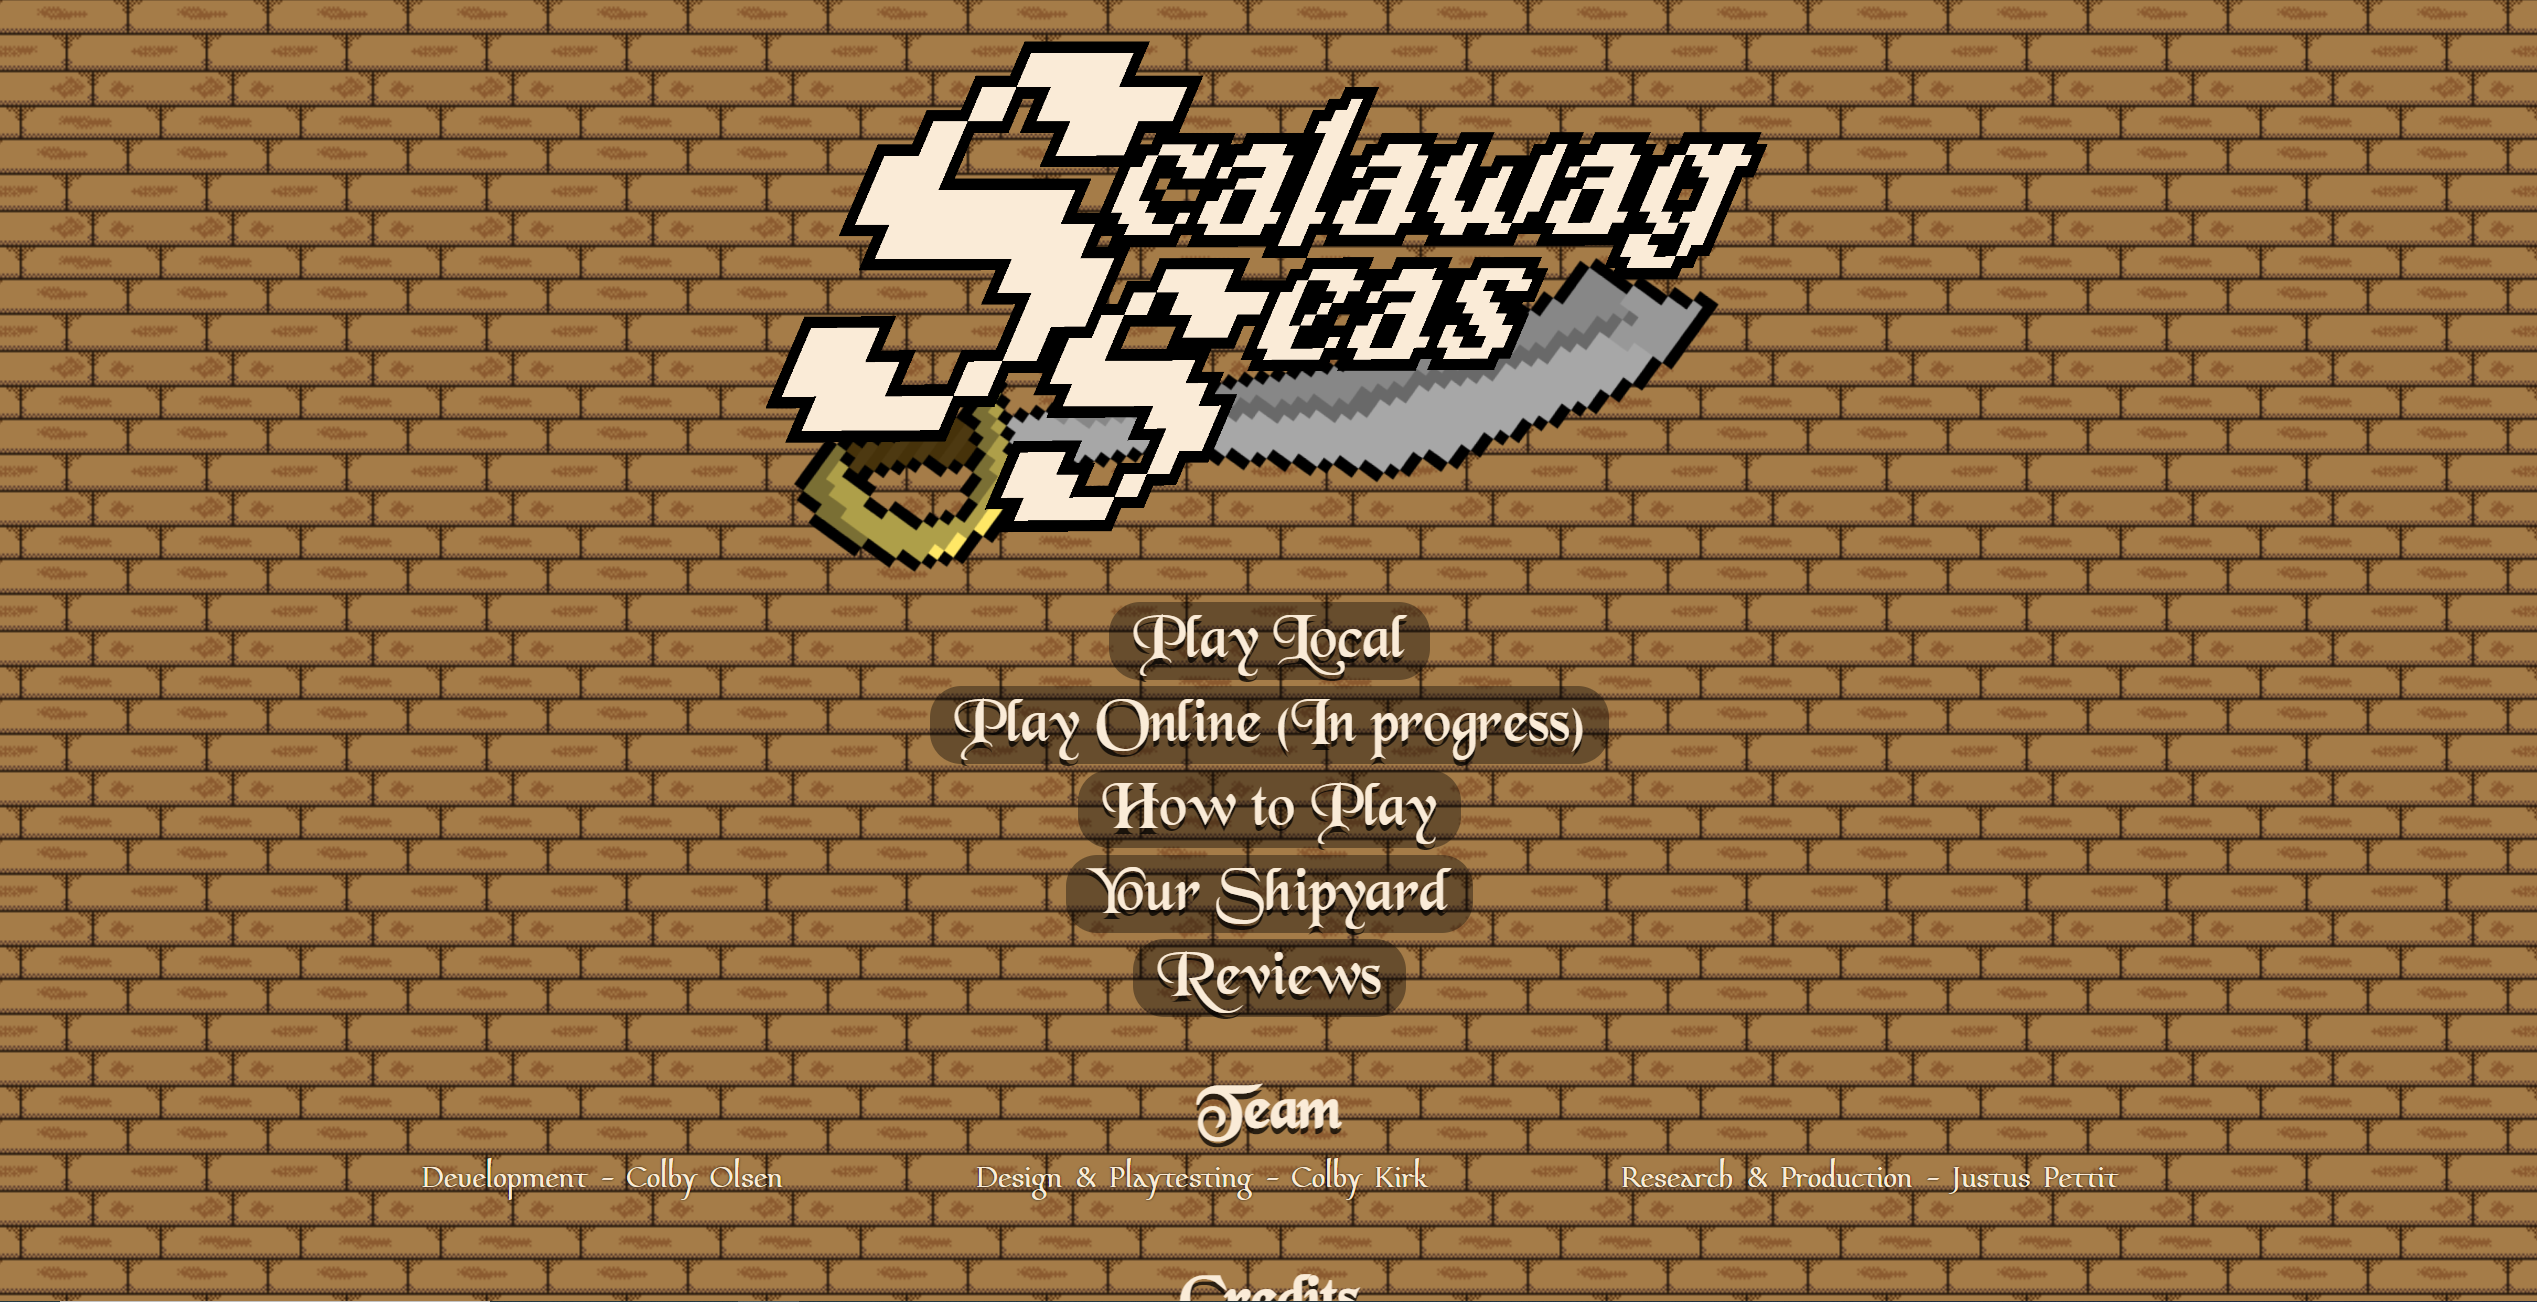 Scalawag
Seas
Play Local
Play Online (In progress)
How to Play
Your Shipyard
Reviews
Team
Development - Colby Olsen
Design & Playtesting - Colby Kirk
Research & Production - Justus Pettit
Credits